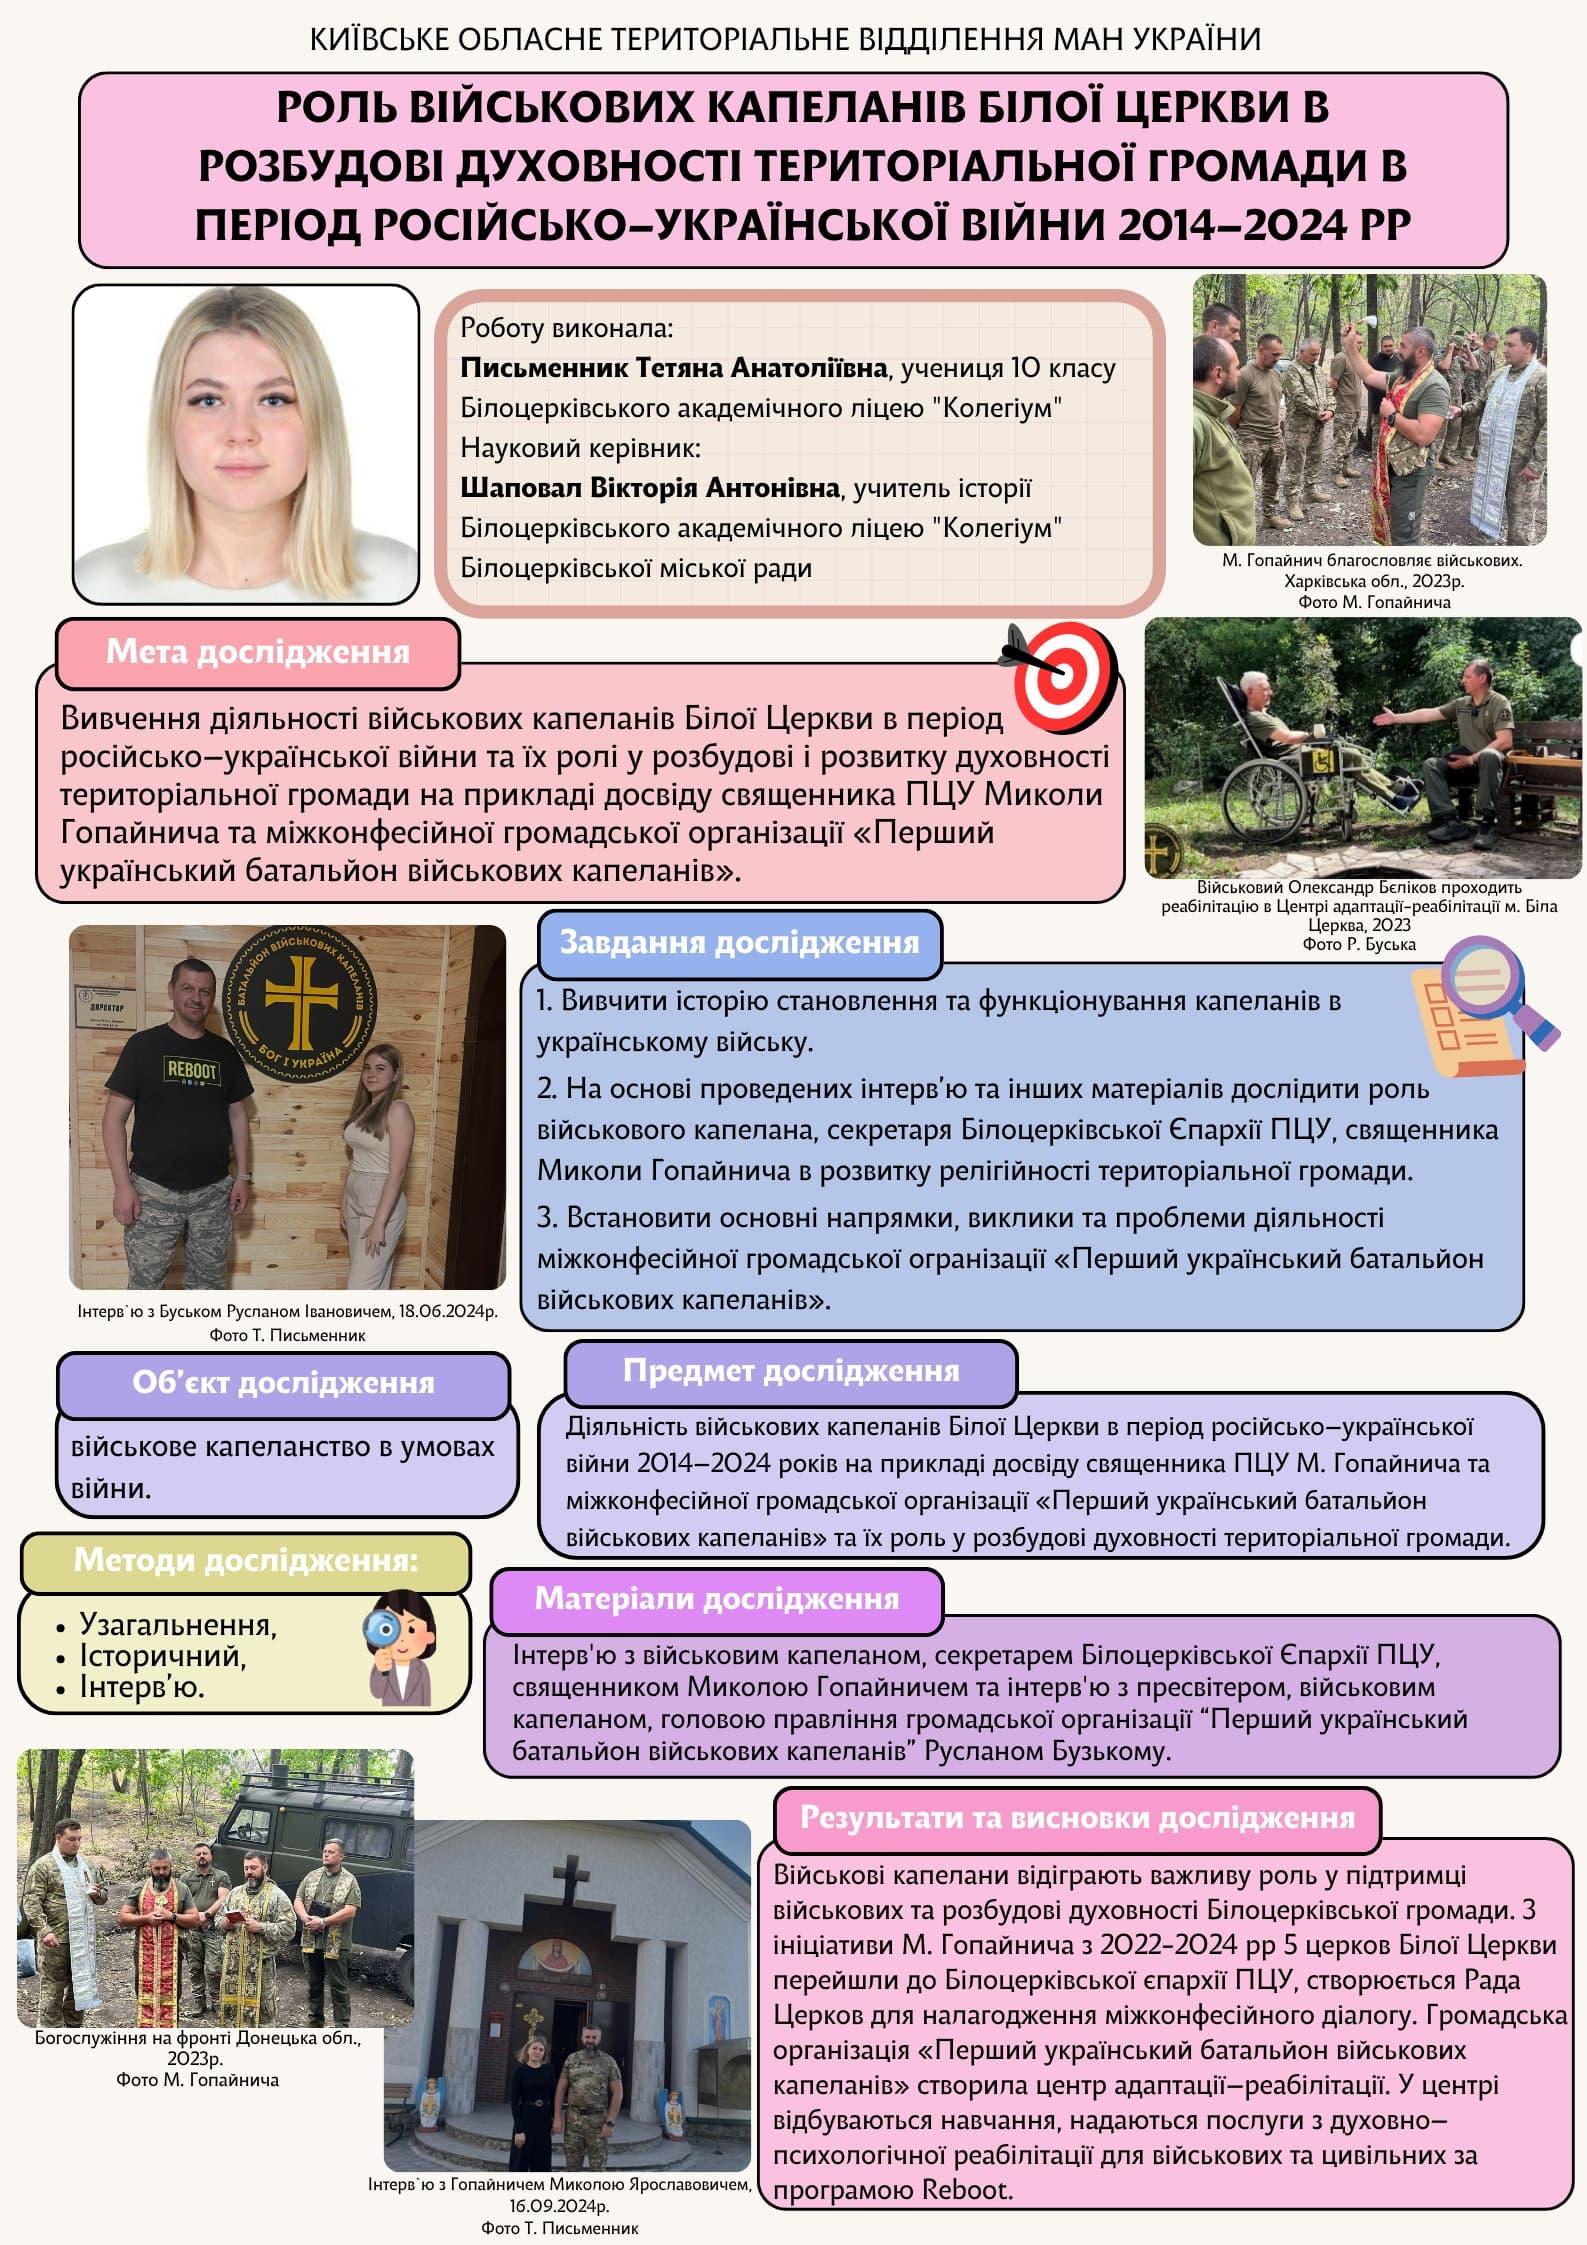 КИЇВСЬКЕ ОБЛАСНЕ ТЕРИТОРІАЛЬНЕ ВІДДІЛЕННЯ МАН УКРАЇНИ
РОЛЬ ВІЙСЬКОВИХ КАПЕЛАНІВ БІЛОЇ ЦЕРКВИ В
РОЗБУДОВІ ДУХОВНОСТІ ТЕРИТОРІАЛЬНОЇ ГРОМАДИ В
ПЕРІОД РОСІЙСЬКО–УКРАЇНСЬКОЇ ВІЙНИ 2014–2024 РР
Роботу виконала:
Письменник Тетяна Анатоліївна, учениця 10 класу
Білоцерківського академічного ліцею "Колегіум"
Науковий керівник:
Шаповал Вікторія Антонівна, учитель історії
Білоцерківського академічного ліцею "Колегіум"
Білоцерківської міської ради
М. Гопайнич благословляє військових.
Харківська обл., 2023р.
Фото М. Гопайнича
Мета дослідження
Вивчення діяльності військових капеланів Білої Церкви в період
російсько–української війни та їх ролі у розбудові і розвитку духовності
територіальної громади на прикладі досвіду священника ПЦУ Миколи
Гопайнича та міжконфесійної громадської організації «Перший
український батальйон військових капеланів».
Військовий Олександр Бєліков проходить
реабілітацію в Центрі адаптації-реабілітації м. Біла
Церква, 2023
Фото Р. Буська
БАТАЛЬЙОН ВІЙСЬКОВИХ КАПЕЛАНІВ
БОГ І УКРАЇНА
ДИРЕКТОР
REBOOT
Інтерв`ю з Буськом Русланом Івановичем, 18.06.2024р.
Фото Т. Письменник
Завдання дослідження
1. Вивчити історію становлення та функціонування капеланів в
українському війську.
2. На основі проведених інтерв’ю та інших матеріалів дослідити роль
військового капелана, секретаря Білоцерківської Єпархії ПЦУ, священника
Миколи Гопайнича в розвитку релігійності територіальної громади.
3. Встановити основні напрямки, виклики та проблеми діяльності
міжконфесійної громадської огранізації «Перший український батальйон
військових капеланів».
Об’єкт дослідження
військове капеланство в умовах
війни.
Предмет дослідження
Діяльність військових капеланів Білої Церкви в період російсько–української
війни 2014–2024 років на прикладі досвіду священника ПЦУ М. Гопайнича та
міжконфесійної громадської організації «Перший український батальйон
військових капеланів» та їх роль у розбудові духовності територіальної громади.
Методи дослідження:
• Узагальнення,
• Історичний,
• Інтерв’ю.
Матеріали дослідження
Інтерв'ю з військовим капеланом, секретарем Білоцерківської Єпархії ПЦУ,
священником Миколою Гопайничем та інтерв'ю з пресвітером, військовим
капеланом, головою правління громадської організації “Перший український
батальйон військових капеланів” Русланом Бузькому.
Богослужіння на фронті Донецька обл.,
2023р.
Фото М. Гопайнича
Інтерв`ю з Гопайничем Миколою Ярославовичем,
16.09.2024р.
Фото Т. Письменник
Результати та висновки дослідження
Військові капелани відіграють важливу роль у підтримці
військових та розбудові духовності Білоцерківської громади. З
ініціативи М. Гопайнича з 2022-2024 рр 5 церков Білої Церкви
перейшли до Білоцерківської єпархії ПЦУ, створюється Рада
Церков для налагодження міжконфесійного діалогу. Громадська
організація «Перший український батальйон військових
капеланів» створила центр адаптації–реабілітації. У центрі
відбуваються навчання, надаються послуги з духовно–
психологічної реабілітації для військових та цивільних за
програмою Reboot.